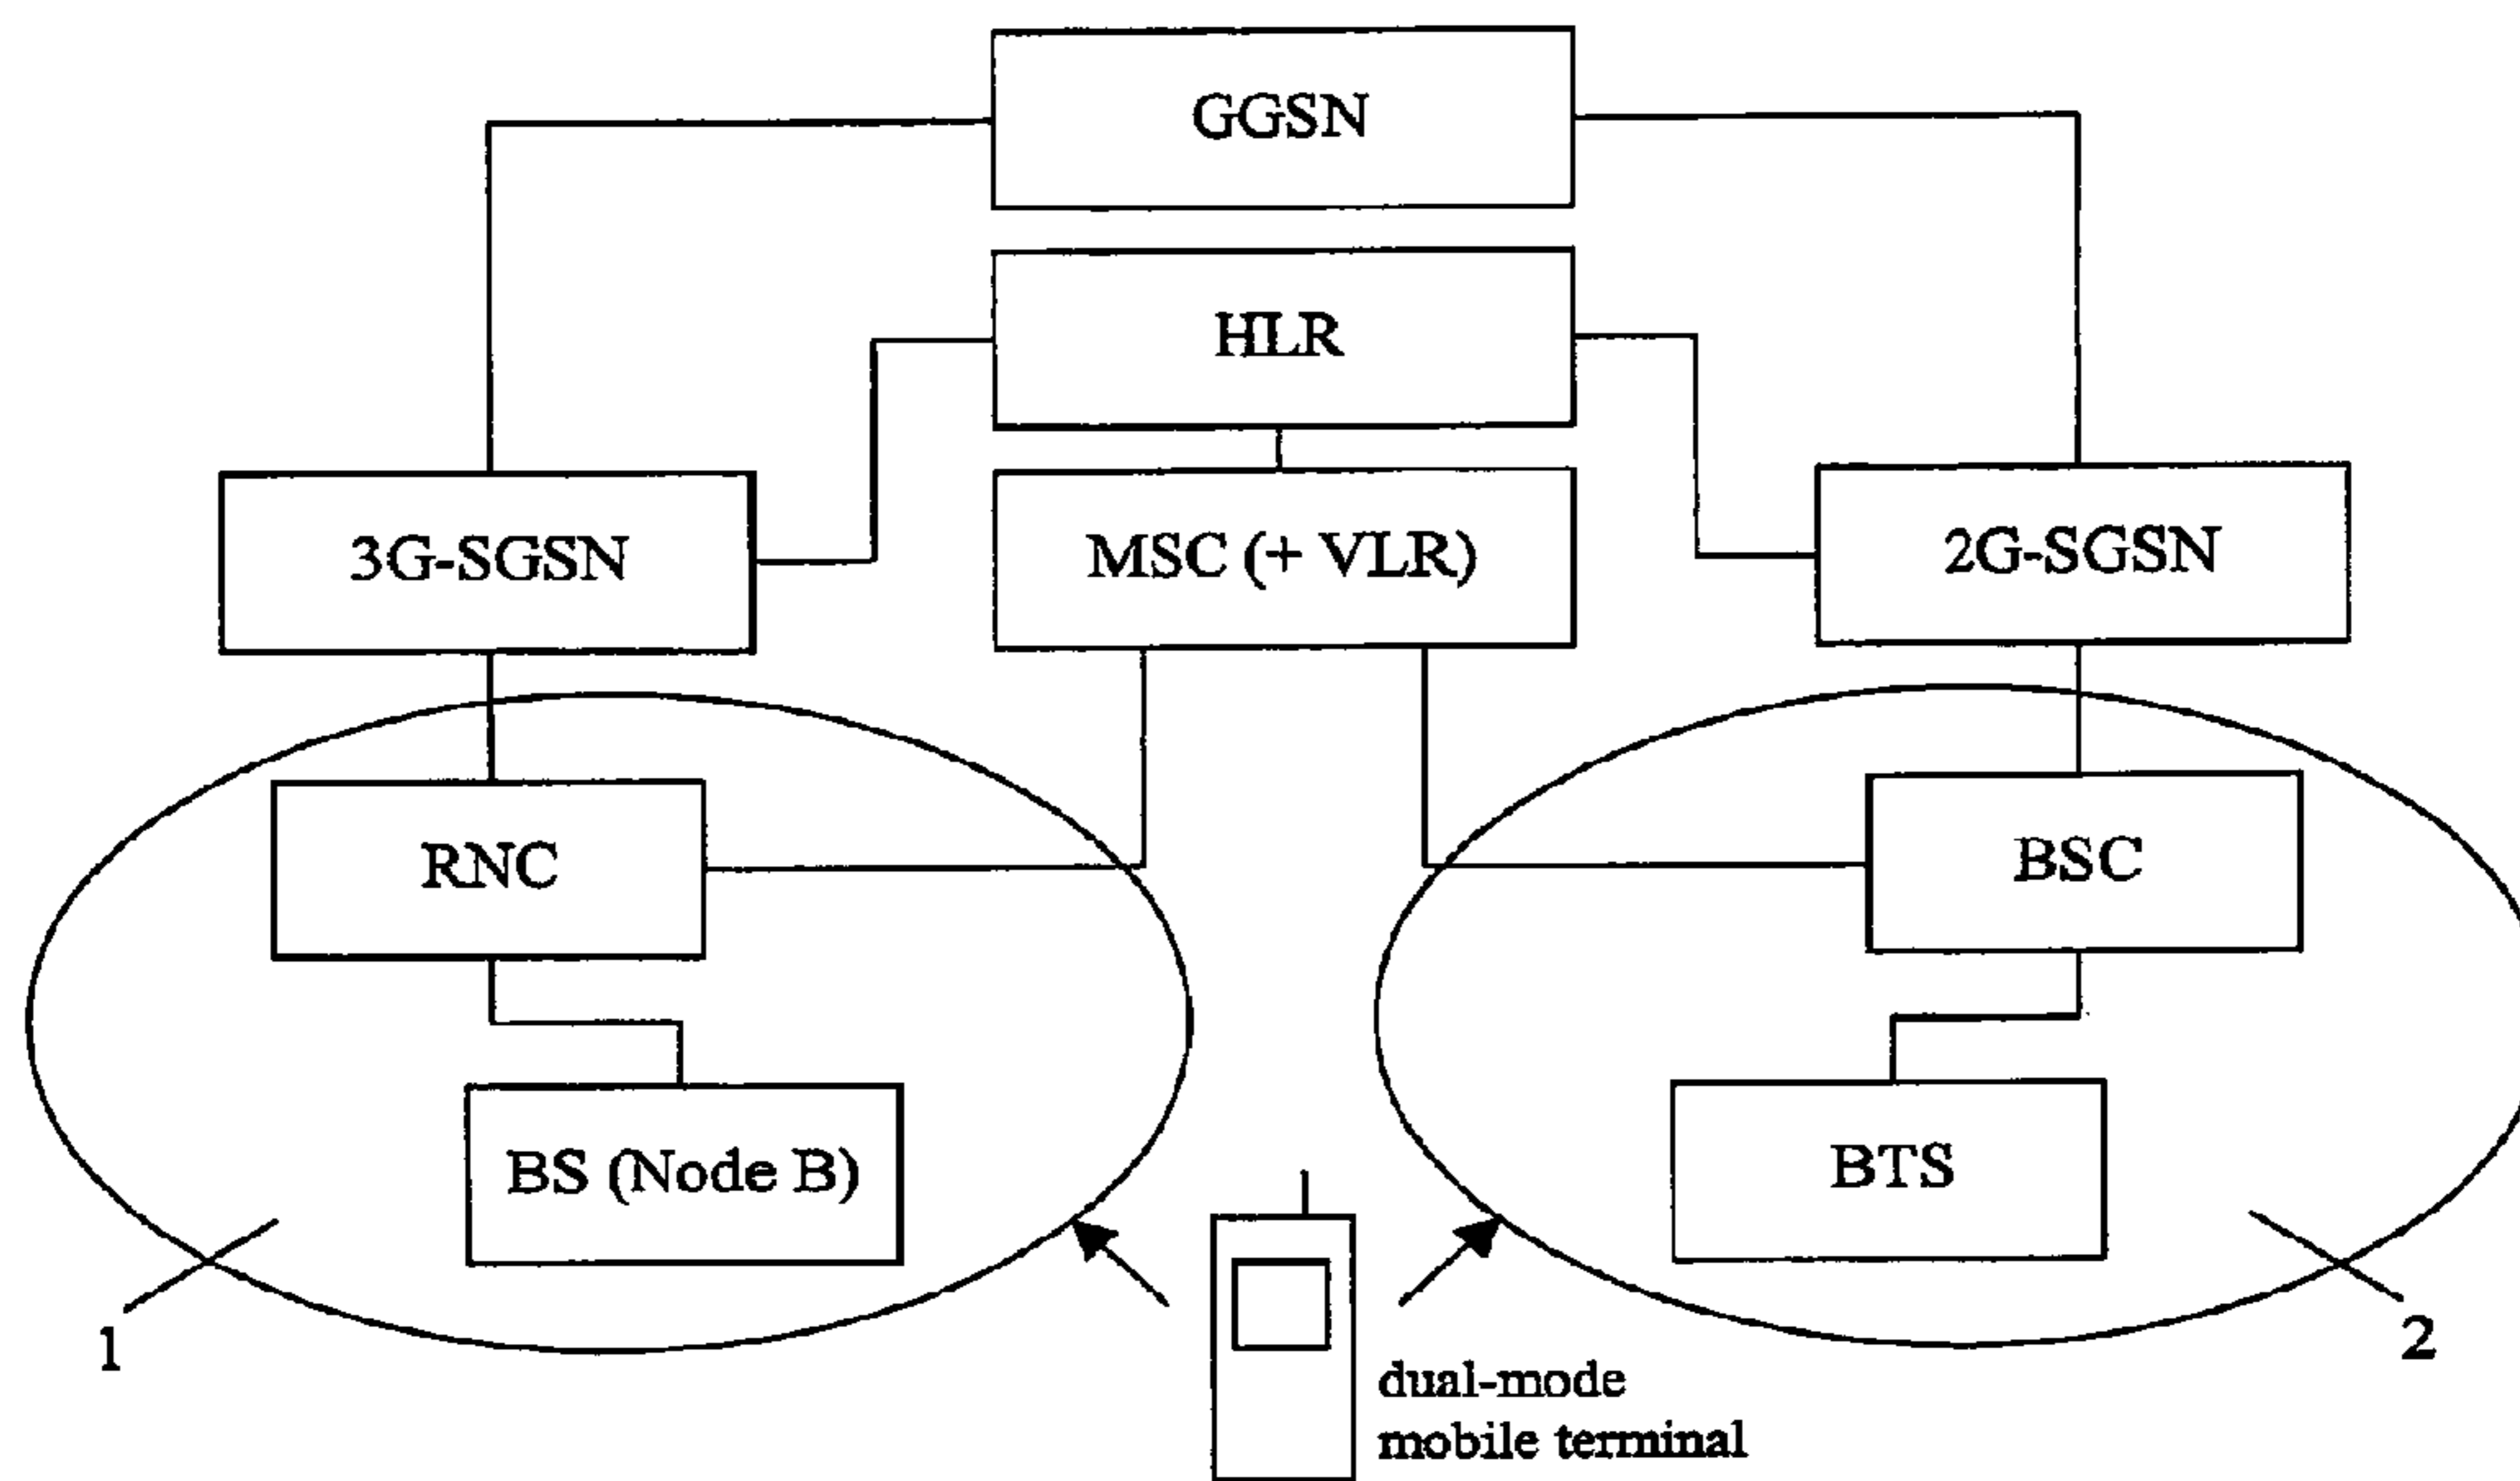 GGSN
HLR
3G-SGSN
MSC (+ VLR)
2G-SGSN
RNC
BSC
BS (Node B)
BTS
1
2
dual-mode
mobile terminal